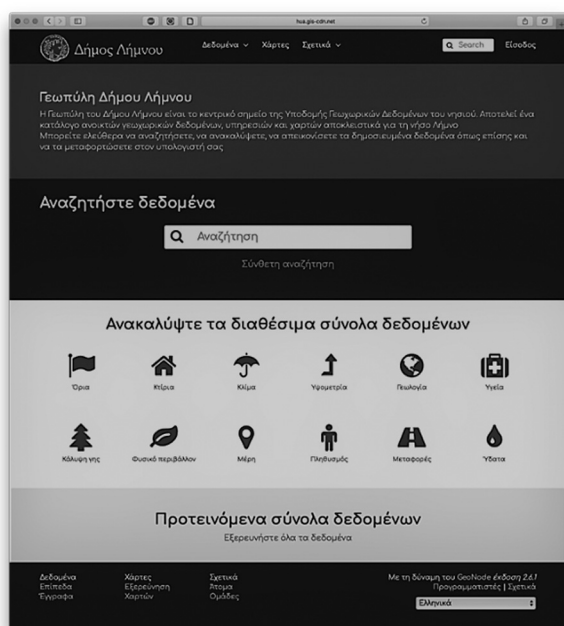 hua.gis-cdh.net
Δήμος Λήμνου Δεδομένα Χάρτες Σχετικά Search Είσοδος
Γεωπύλη Δήμου Λήμνου
Η Γεωπύλη του Δήμου Λήμνου είναι το κεντρικό σημείο της Υποδομής Γεωχωρικών Δεδομένων του νησιού. Αποτελεί ένα
κατάλογο ανοικτών γεωχωρικών δεδομένων, υπηρεσιών και χαρτών αποκλειστικά για τη νήσο Λήμνο
Μπορείτε ελεύθερα να αναζητήσετε, να ανακαλύψετε, να απεικονίσετε τα δημοσιευμένα δεδομένα όπως επίσης και
να τα μεταφορτώσετε στον υπολογιστή σας
Αναζητήστε δεδομένα
Αναζήτηση
Σύνθετη αναζήτηση
Ανακαλύψτε τα διαθέσιμα σύνολα δεδομένων
Όρια Κτίρια Κλίμα Υψομετρία Γεωλογία Υγεία
Κάλυψη γης Φυσικό περιβάλλον Μέρη Πληθυσμός Μεταφορές Ύδατα
Προτεινόμενα σύνολα δεδομένων
Εξερευνήστε όλα τα δεδομένα
Δεδομένα Χάρτες Σχετικά Με τη δύναμη του GeoNode έκδοση 2.6.1
Επίπεδα Εξερεύνηση Άτομα Προγραμματιστές | Σχετικά
Έγγραφα Χαρτών Ομάδες Ελληνικά